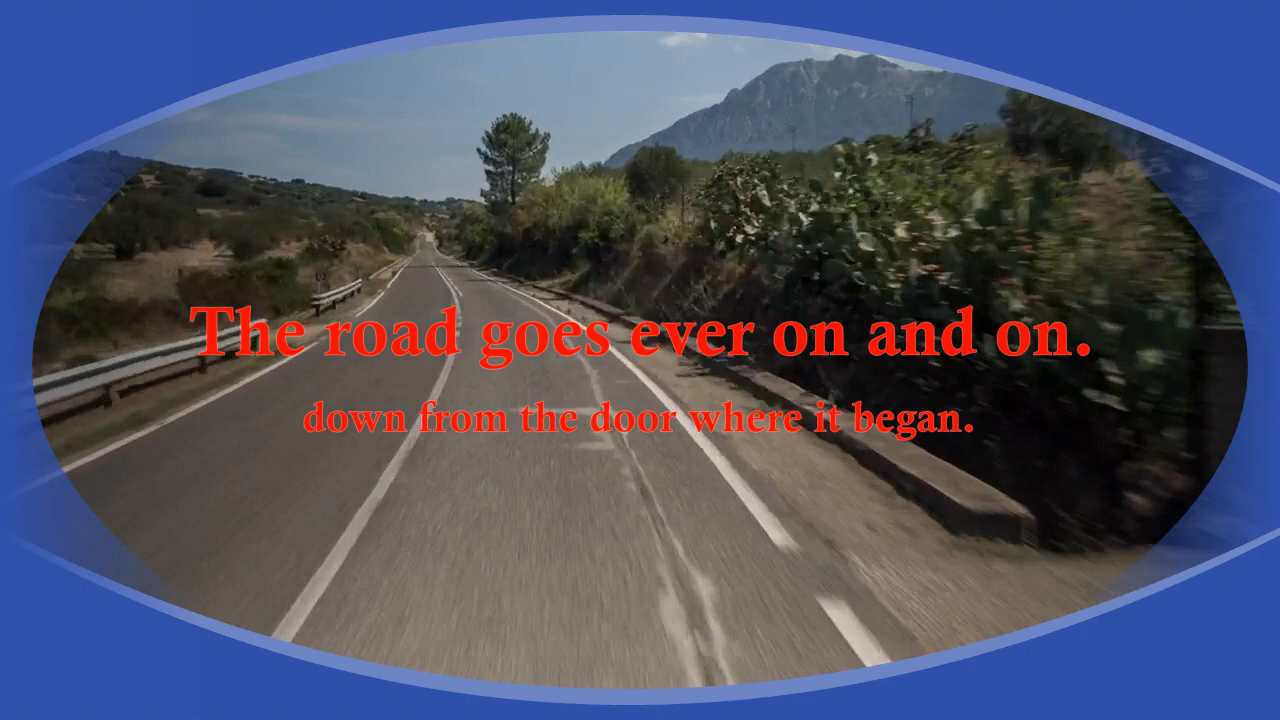 The road goes ever on and on.
down from the door where it began.